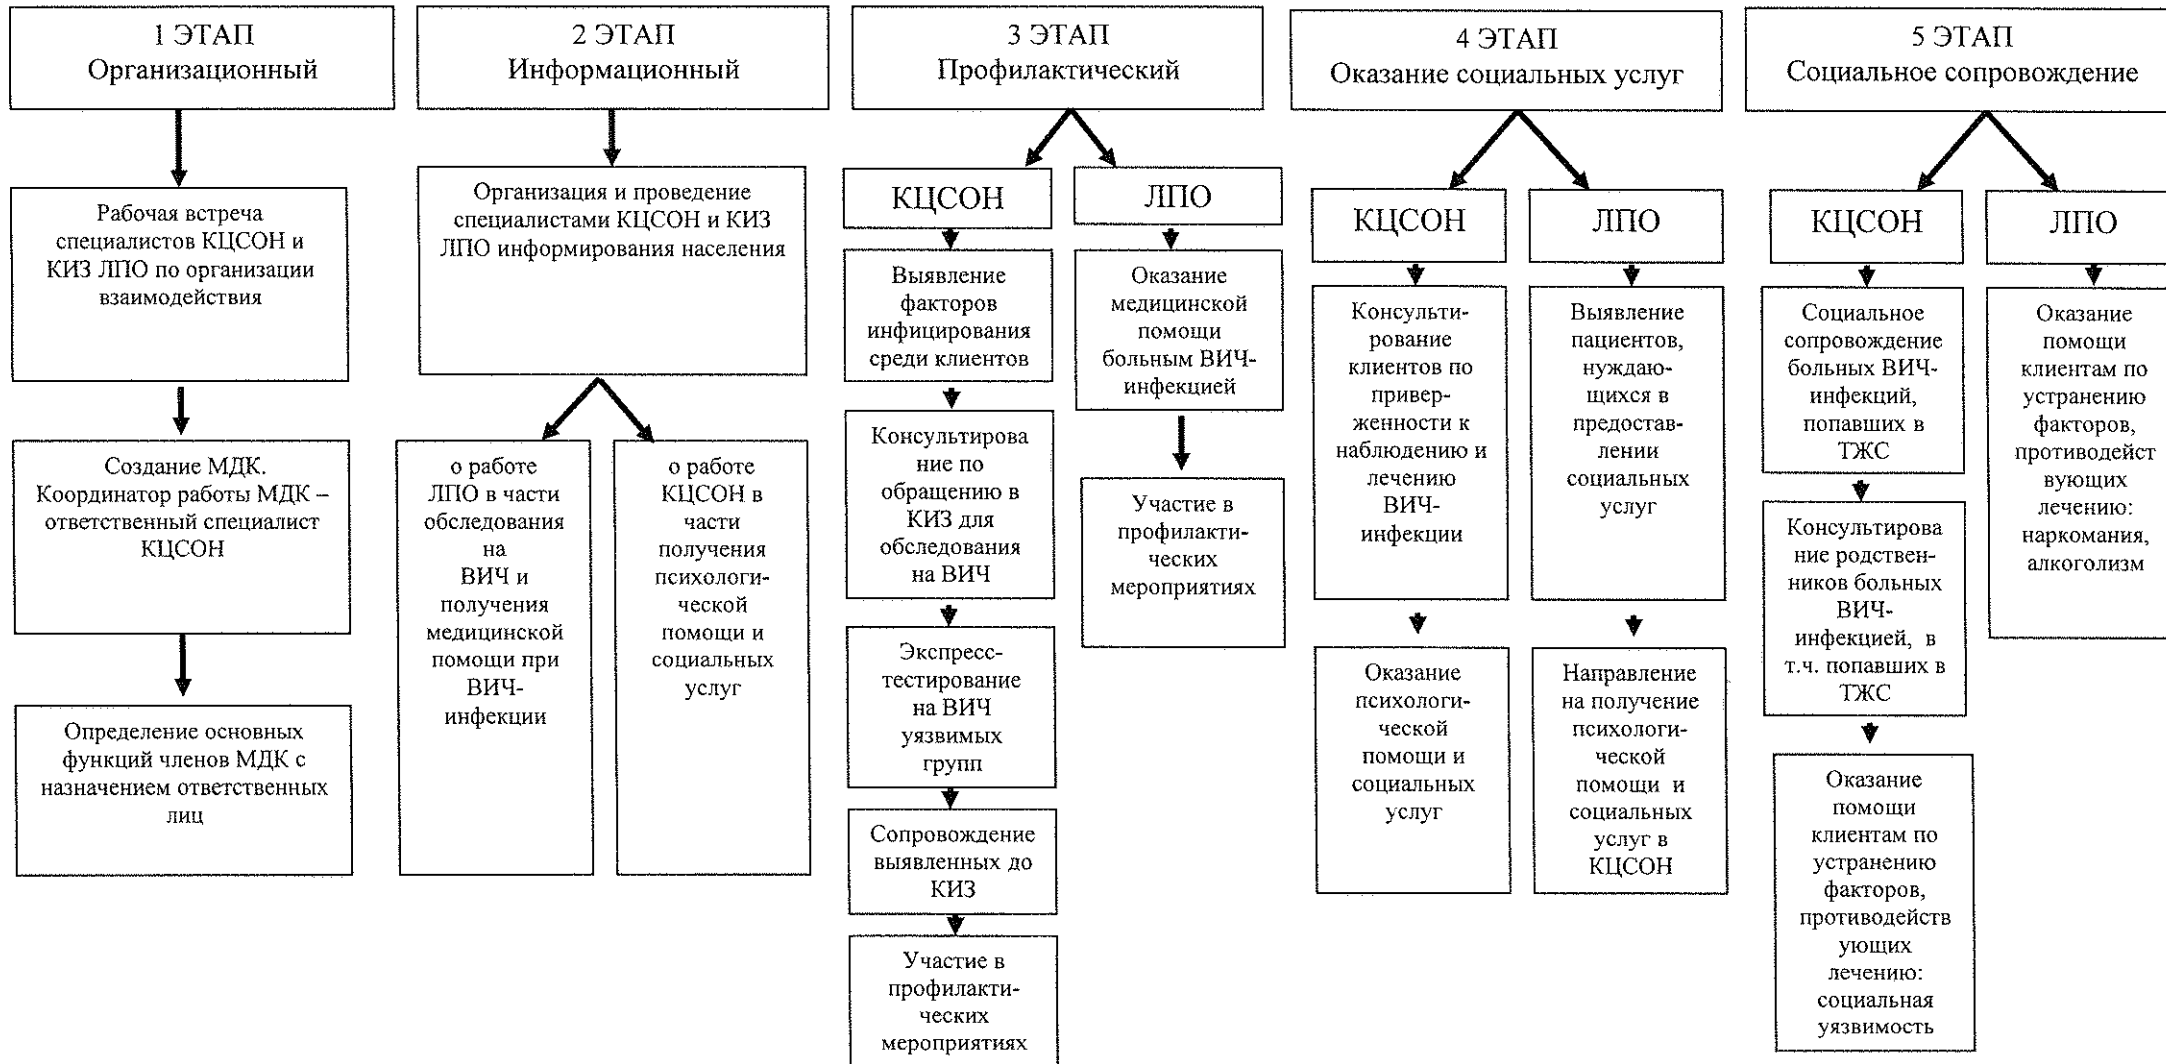 1 ЭТАП
Организационный
Рабочая встреча
специалистов КЦСОН и
КИЗ ЛПО по организации
взаимодействия
Создание МДК.
Координатор работы МДК –
ответственный специалист
КЦСОН
Определение основных
функций членов МДК с
назначением ответственных
лиц
2 ЭТАП
Информационный
Организация и проведение
специалистами КЦСОН и КИЗ
ЛПО информирования населения
о работе
ЛПО в части
обследования
на
ВИЧ и
получения
медицинской
помощи при
ВИЧ-
инфекции
о работе
КЦСОН в
части
получения
психологи-
ческой
помощи и
социальных
услуг
3 ЭТАП
Профилактический
КЦСОН
Выявление
факторов
инфицирования
среди клиентов
Консультирова
ние по
обращению в
КИЗ для
обследования
на ВИЧ
Экспресс-
тестирование
на ВИЧ
уязвимых
групп
Сопровождение
выявленных до
КИЗ
Участие в
профилакти-
ческих
мероприятиях
ЛПО
Оказание
медицинской
помощи
больным ВИЧ-
инфекцией
Участие в
профилакти-
ческих
мероприятиях
4 ЭТАП
Оказание социальных услуг
КЦСОН
Консульти-
рование
клиентов по
привер-
женности к
наблюдению и
лечению
ВИЧ-
инфекции
Оказание
психологи-
ческой
помощи и
социальных
услуг
ЛПО
Выявление
пациентов,
нуждаю-
щихся в
предостав-
лении
социальных
услуг
Направление
на получение
психологи-
ческой
помощи и
социальных
услуг в
КЦСОН
5 ЭТАП
Социальное сопровождение
КЦСОН
Социальное
сопровождение
больных ВИЧ-
инфекций,
попавших в
ТЖС
Консультирова
ние родствен-
ников больных
ВИЧ-
инфекцией, в
т.ч. попавших в
ТЖС
Оказание
помощи
клиентам по
устранению
факторов,
противодейств
ующих
лечению:
социальная
уязвимость
ЛПО
Оказание
помощи
клиентам по
устранению
факторов,
противодейст
вующих
лечению:
наркомания,
алкоголизм